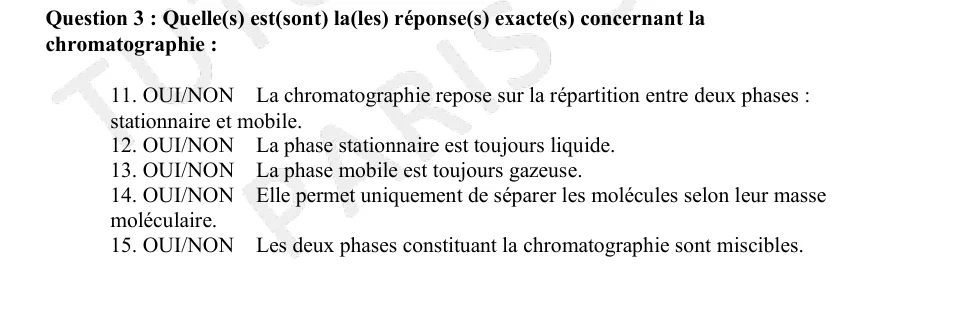 Question 3 : Quelle(s) est(sont) la(les) réponse(s) exacte(s) concernant la
chromatographie :
11. OUI/NON La chromatographie repose sur la répartition entre deux phases :
stationnaire et mobile.
12. OUI/NON La phase stationnaire est toujours liquide.
13. OUI/NON La phase mobile est toujours gazeuse.
14. OUI/NON Elle permet uniquement de séparer les molécules selon leur masse
moléculaire.
15. OUI/NON Les deux phases constituant la chromatographie sont miscibles.
PARIS